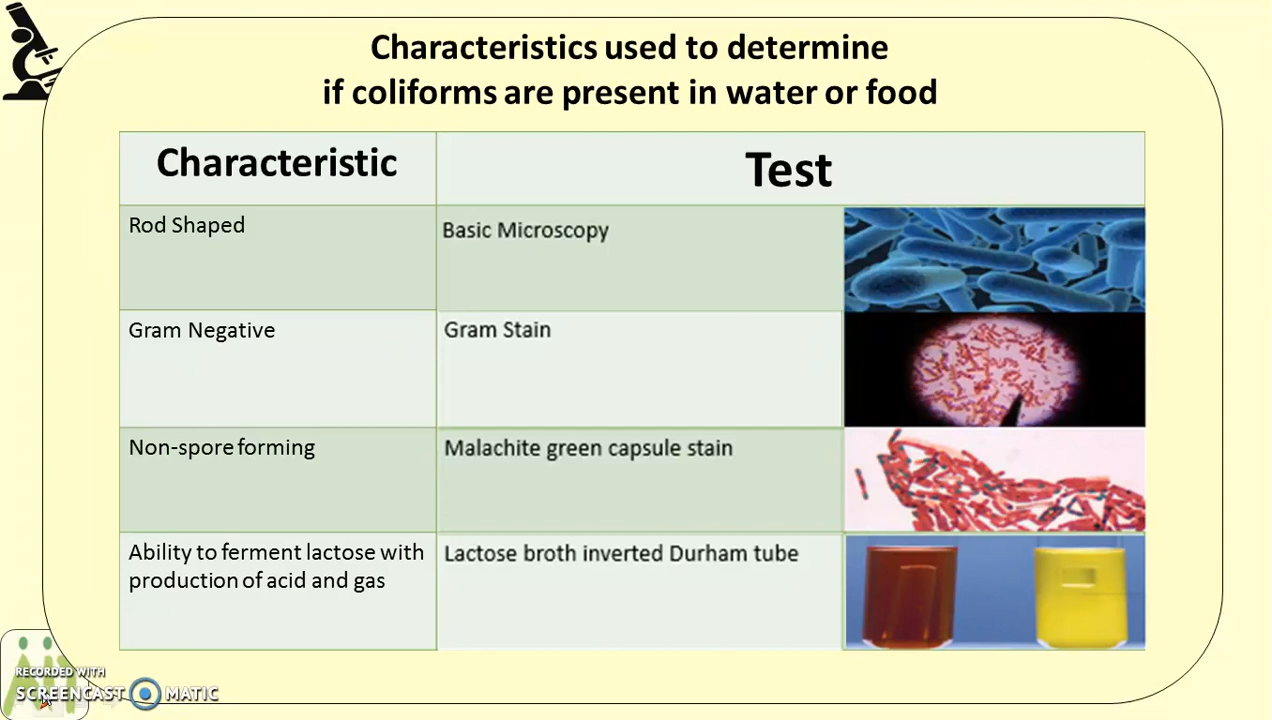 Characteristics used to determine
if coliforms are present in water or food
Characteristic
Test
Rod Shaped
Basic Microscopy
Gram Negative
Gram Stain
Non-spore forming
Malachite green capsule stain
Ability to ferment lactose with
production of acid and gas
Lactose broth inverted Durham tube
RECORDED WITH
SCREENCAST MATIC